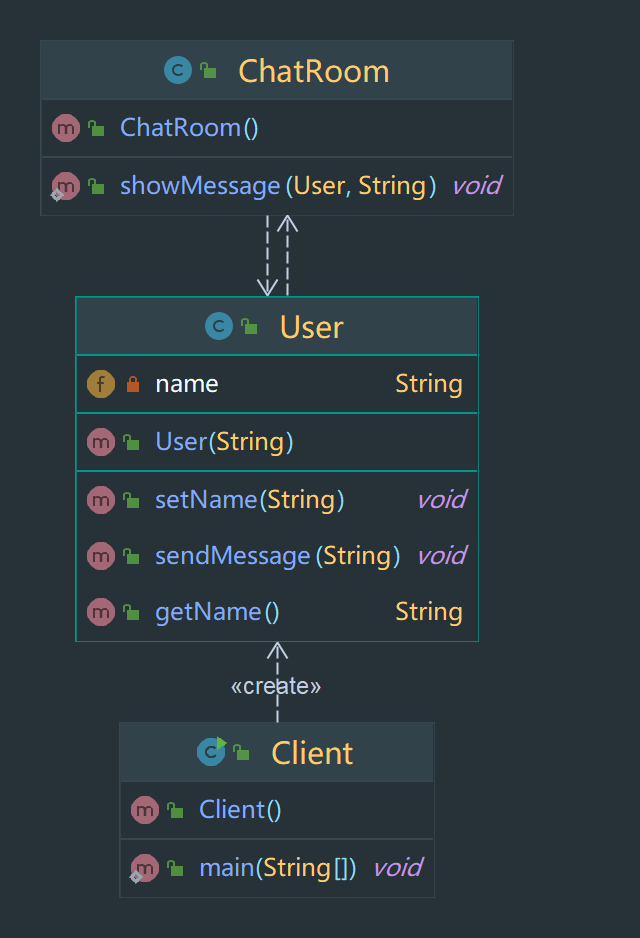 ChatRoom
ChatRoom()
showMessage(User, String) void
User
name String
User(String)
setName(String) void
sendMessage(String) void
getName() String
«create»
Client
Client()
main(String[]) void